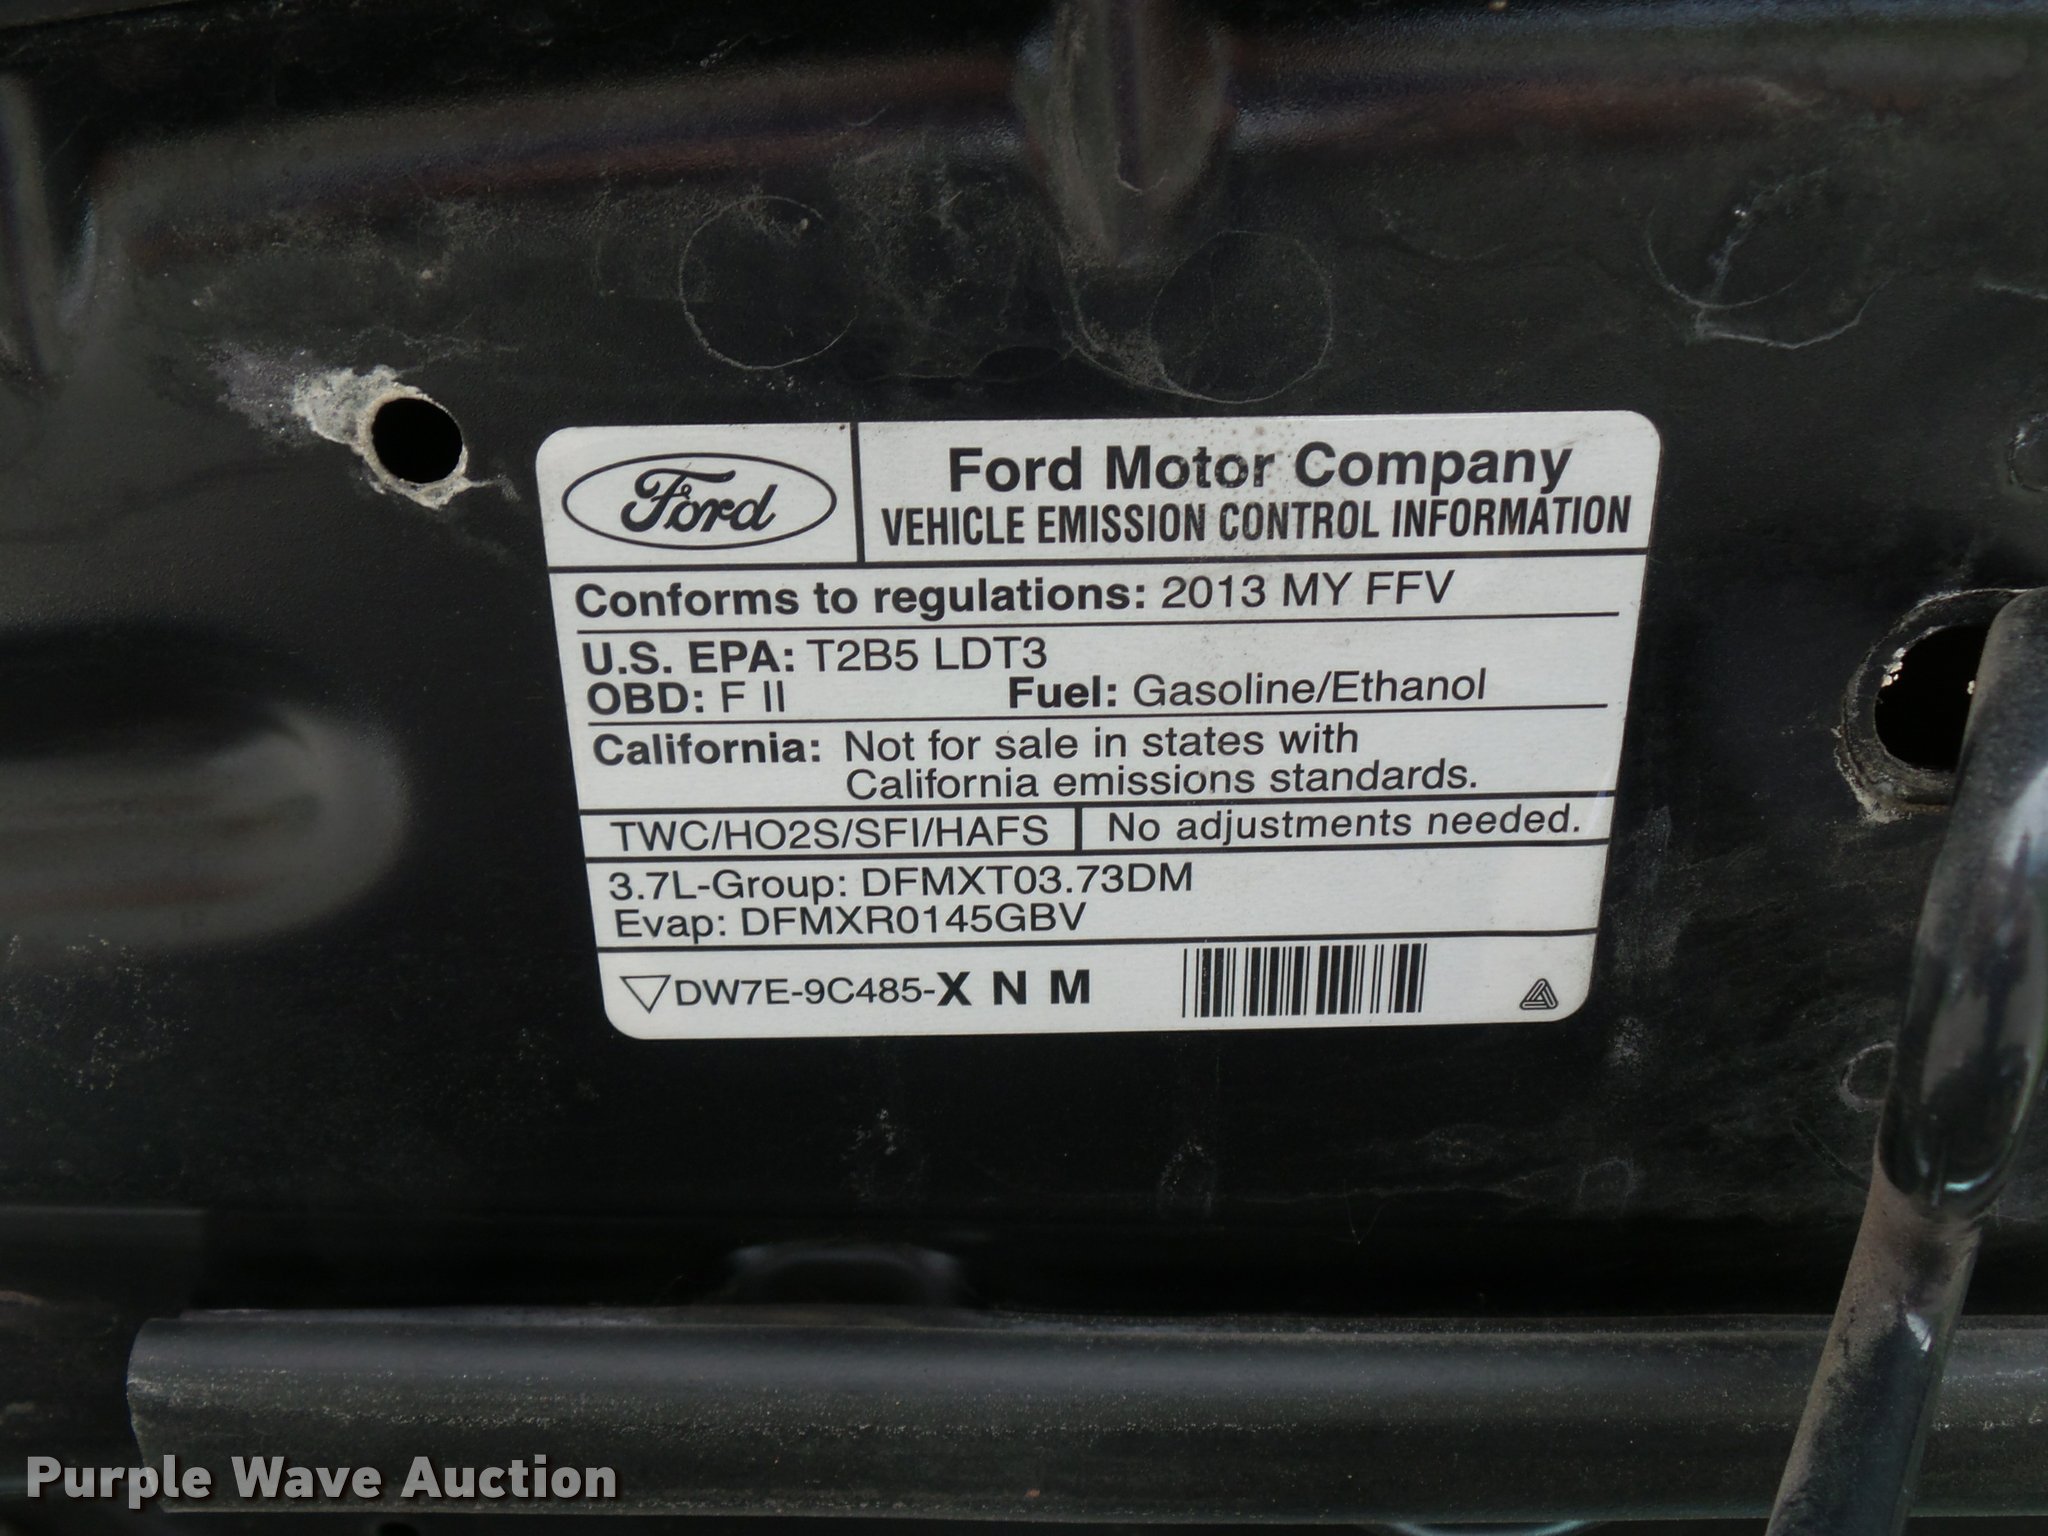 Ford
Ford Motor Company
VEHICLE EMISSION CONTROL INFORMATION
Conforms to regulations: 2013 MY FFV
U.S. EPA: T2B5 LDT3
OBD: F II Fuel: Gasoline/Ethanol
California: Not for sale in states with
California emissions standards.
TWC/HO2S/SFI/HAFS No adjustments needed.
3.7L-Group: DFMXT03.73DM
Evap: DFMXR0145GBV
DW7E-9C485-X N M
Purple Wave Auction